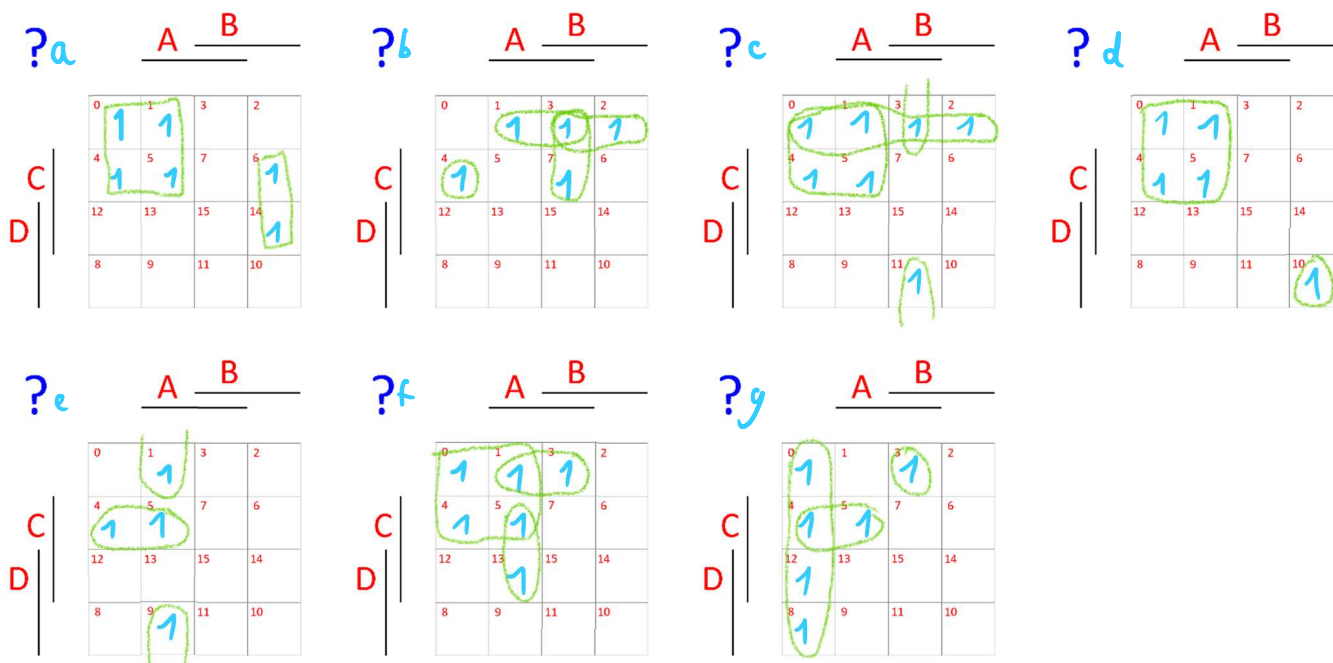 ?a A B
0 1 3 2
1 1
4 5 7 6
C 1 1 1
12 13 15 14
D 1
8 9 11 10
?b A B
0 1 3 2
1 1 1
4 5 7 6
C 1 1
12 13 15 14
D
8 9 11 10
?c A B
0 1 3 2
1 1 1 1
4 5 7 6
C 1 1
12 13 15 14
D
8 9 11 10
1
?d A B
0 1 3 2
1 1
4 5 7 6
C 1 1
12 13 15 14
D
8 9 11 10
1
?e A B
0 1 3 2
1
4 5 7 6
C 1 1
12 13 15 14
D
8 9 11 10
1
?f A B
0 1 3 2
1 1 1
4 5 7 6
C 1 1
12 13 15 14
D 1
8 9 11 10
?g A B
0 1 3 2
1 1
4 5 7 6
C 1 1
12 13 15 14
D 1
8 9 11 10
1